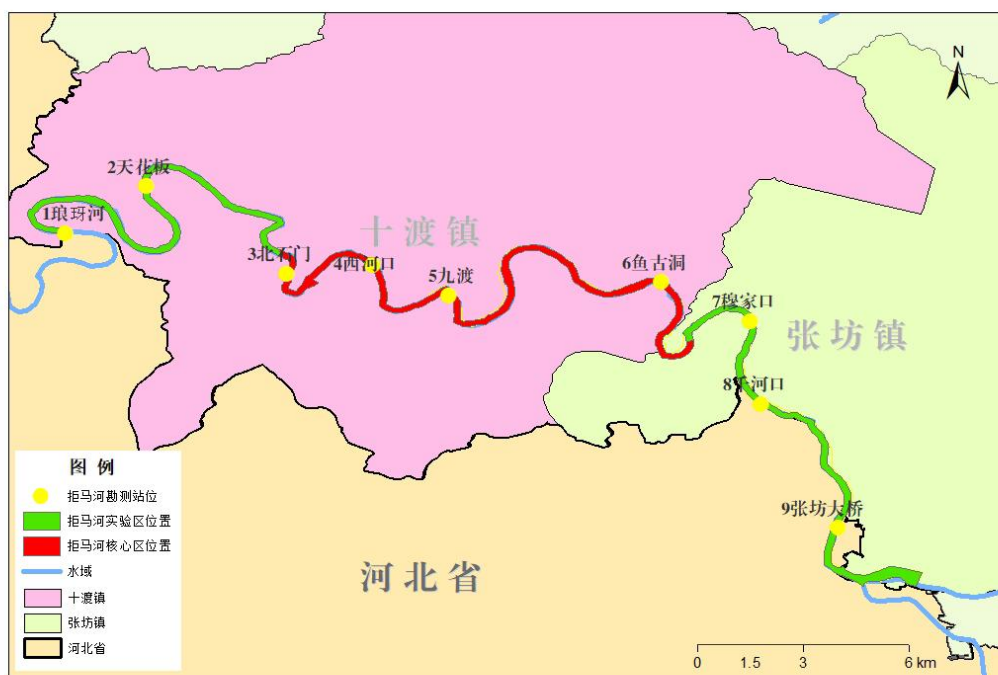 N
2天花板
1琅玡河
十渡镇
3北石门
4西河口
5九渡
6鱼古洞
7穆家口
张坊镇
8千河口
9张坊大桥
河北省
图 例
拒马河勘测站位
拒马河实验区位置
拒马河核心区位置
水域
十渡镇
张坊镇
河北省
0 1.5 3 6 km